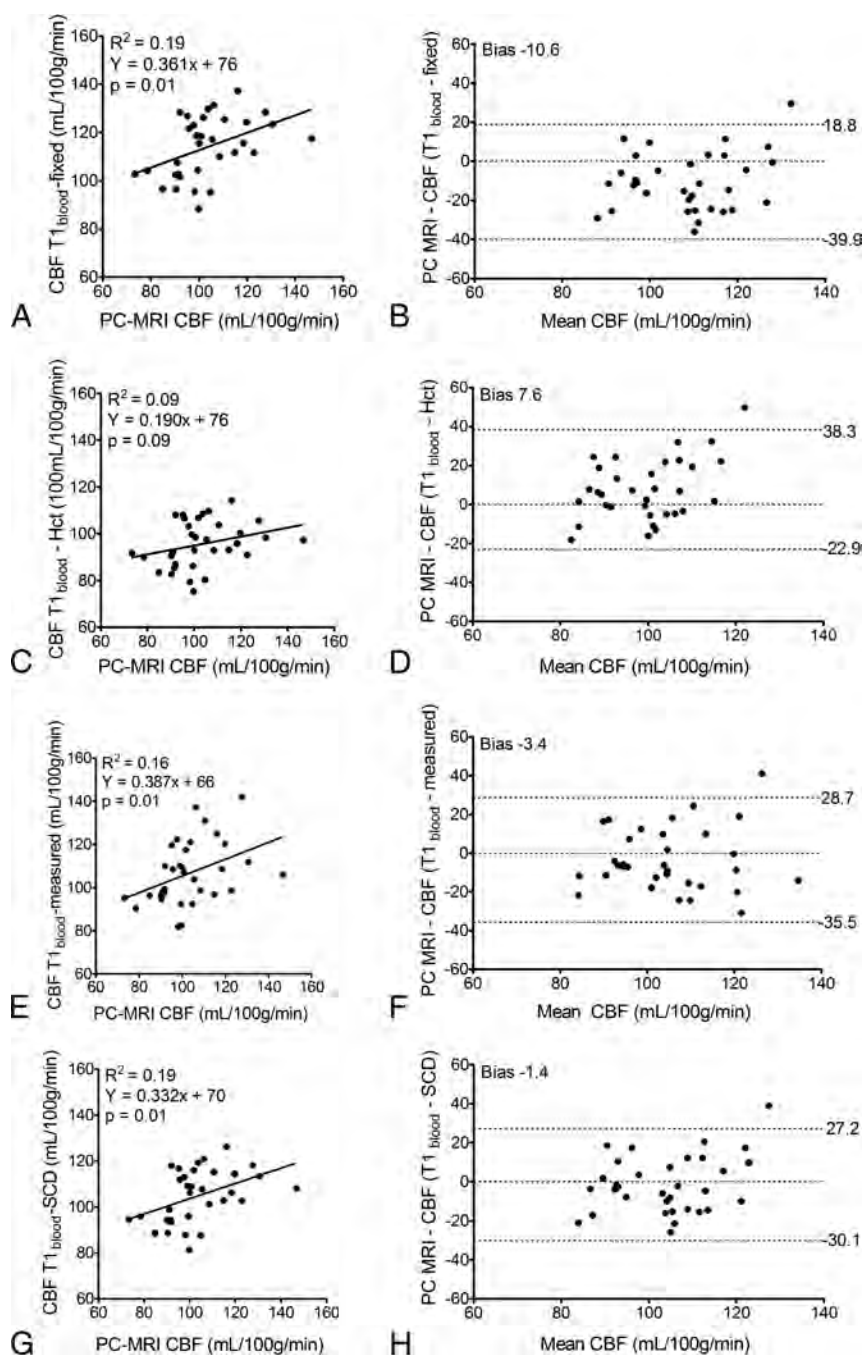 R² = 0.19
Y = 0.361x + 76
p = 0.01
CBF T1blood-fixed (mL/100g/min)
160
140
120
100
80
60
60 80 100 120 140 160
PC-MRI CBF (mL/100g/min)
A
Bias -10.6
PC MRI - CBF (T1blood - fixed)
60
40
20
0
-20
-40
-60
18.8
-39.9
60 80 100 120 140
Mean CBF (mL/100g/min)
B
R² = 0.09
Y = 0.190x + 76
p = 0.09
CBF T1blood - Hct (100mL/100g/min)
160
140
120
100
80
60
60 80 100 120 140 160
PC-MRI CBF (mL/100g/min)
C
Bias 7.6
PC MRI - CBF (T1blood - Hct)
60
40
20
0
-20
-40
-60
38.3
-22.9
60 80 100 120 140
Mean CBF (mL/100g/min)
D
R² = 0.16
Y = 0.387x + 66
p = 0.01
CBF T1blood-measured (mL/100g/min)
160
140
120
100
80
60
60 80 100 120 140 160
PC-MRI CBF (mL/100g/min)
E
Bias -3.4
PC MRI - CBF (T1blood - measured)
60
40
20
0
-20
-40
-60
28.7
-35.5
60 80 100 120 140
Mean CBF (mL/100g/min)
F
R² = 0.19
Y = 0.332x + 70
p = 0.01
CBF T1blood-SCD (mL/100g/min)
160
140
120
100
80
60
60 80 100 120 140 160
PC-MRI CBF (mL/100g/min)
G
Bias -1.4
PC MRI - CBF (T1blood - SCD)
60
40
20
0
-20
-40
-60
27.2
-30.1
60 80 100 120 140
Mean CBF (mL/100g/min)
H